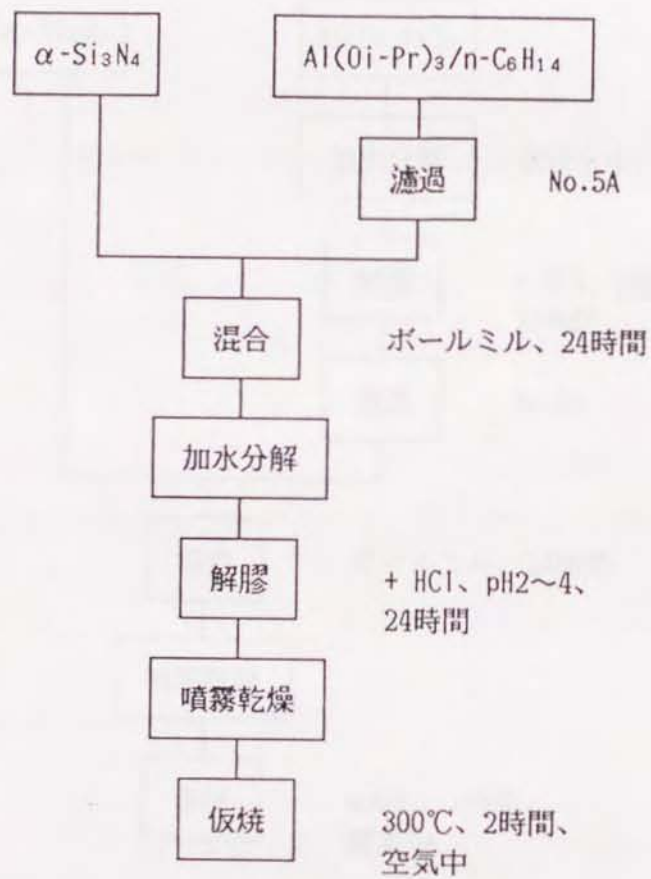 α-Si₃N₄
Al(Oi-Pr)₃/n-C₆H₁₄
濾過 No.5A
混合 ボールミル、24時間
加水分解
解膠 + HCl、pH2～4、
24時間
噴霧乾燥
仮焼 300℃、2時間、
空気中